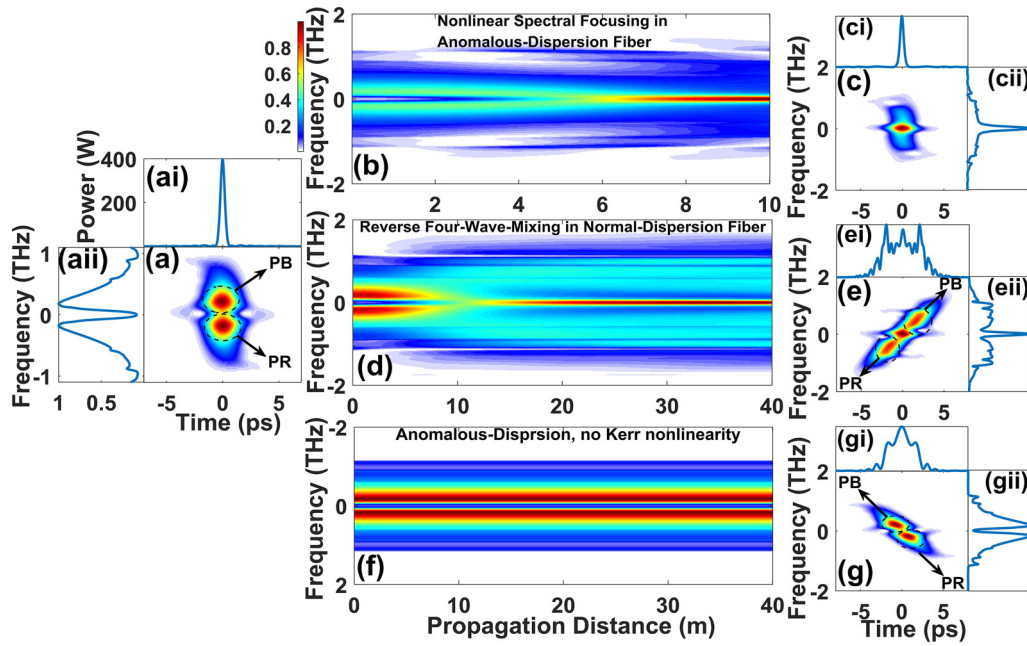 0.8
0.6
0.4
0.2
2
0
-2
Frequency (THz)
Nonlinear Spectral Focusing in
Anomalous-Dispersion Fiber
(b)
2
4
6
8
10
(ci)
2
(c)
(cii)
0
-2
Frequency (THz)
-5
0
5
400
200
Power (W)
(ai)
(aii)
(a)
PB
PR
1
0
-1
Frequency (THz)
1
0.5
-5
0
5
Time (ps)
2
0
-2
Frequency (THz)
Reverse Four-Wave-Mixing in Normal-Dispersion Fiber
(d)
0
10
20
30
40
(ei)
2
(e)
PB
(eii)
0
PR
-2
Frequency (THz)
-5
0
5
-2
0
2
Frequency (THz)
Anomalous-Disprsion, no Kerr nonlinearity
(f)
0
10
20
30
40
Propagation Distance (m)
(gi)
2
PB
(gii)
0
(g)
PR
-2
Frequency (THz)
-5
0
5
Time (ps)